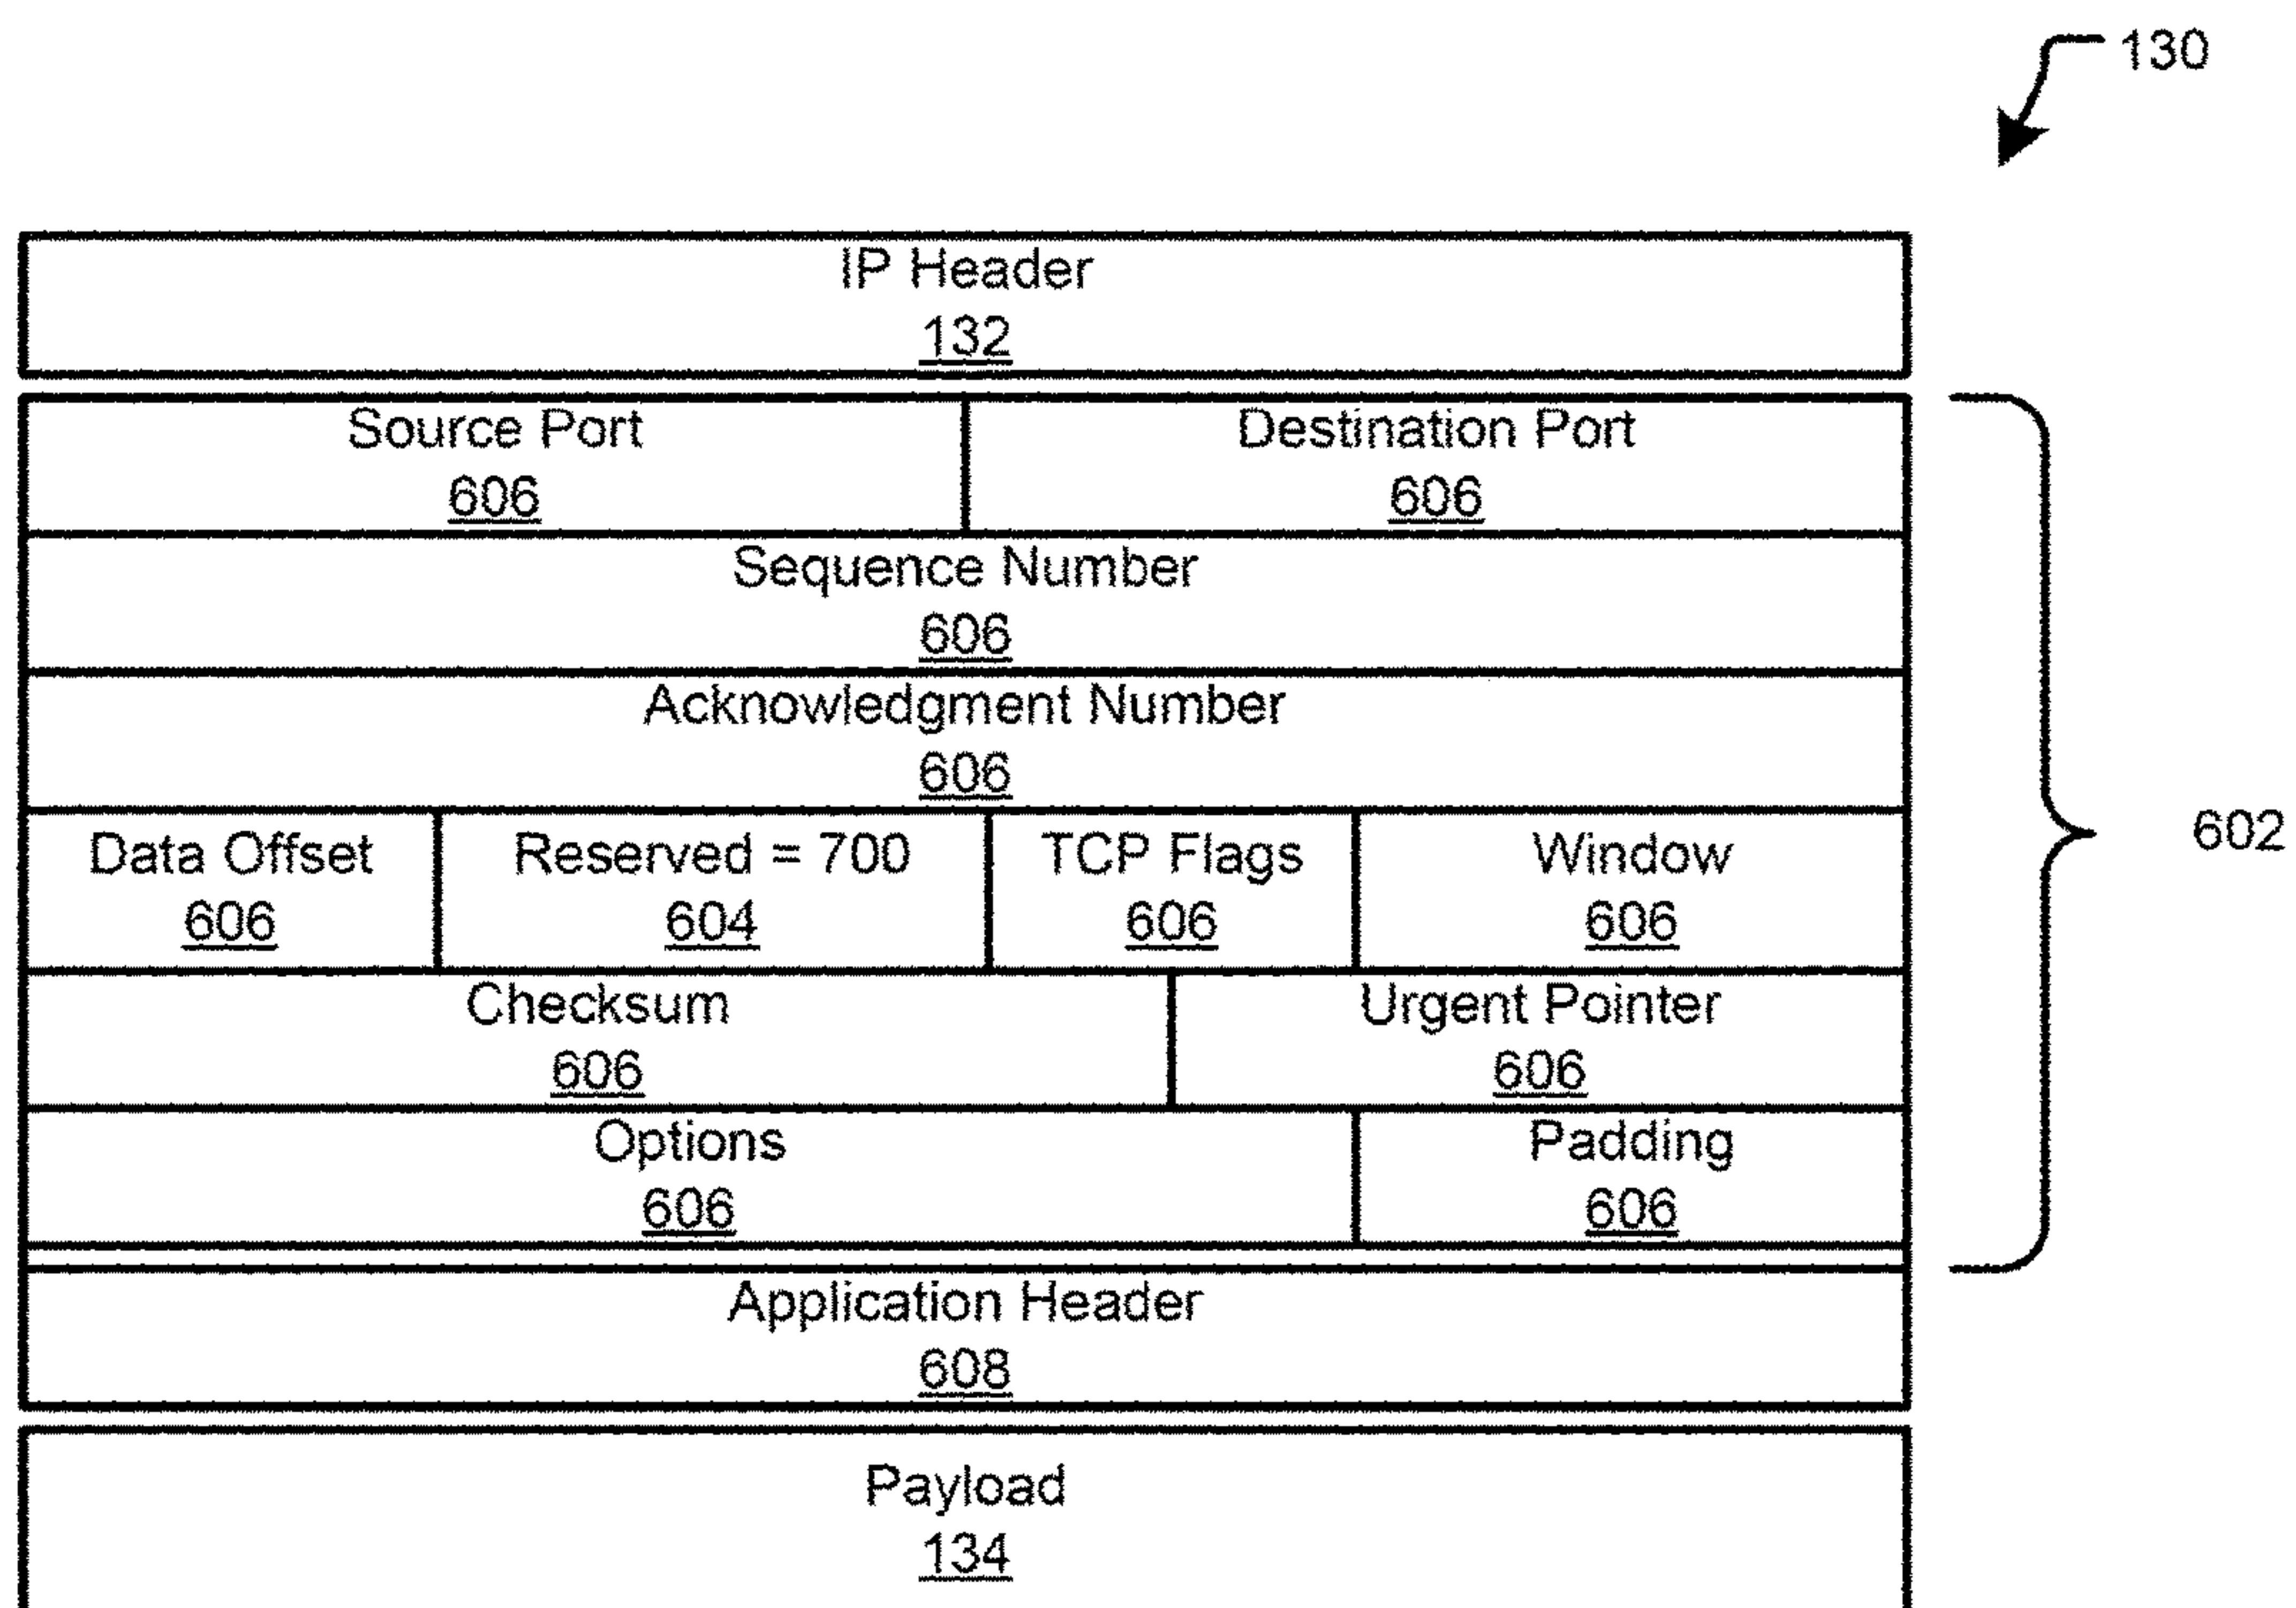 130
IP Header
132
Source Port
606
Destination Port
606
Sequence Number
606
Acknowledgment Number
606
Data Offset
606
Reserved = 700
604
TCP Flags
606
Window
606
602
Checksum
606
Urgent Pointer
606
Options
606
Padding
606
Application Header
608
Payload
134